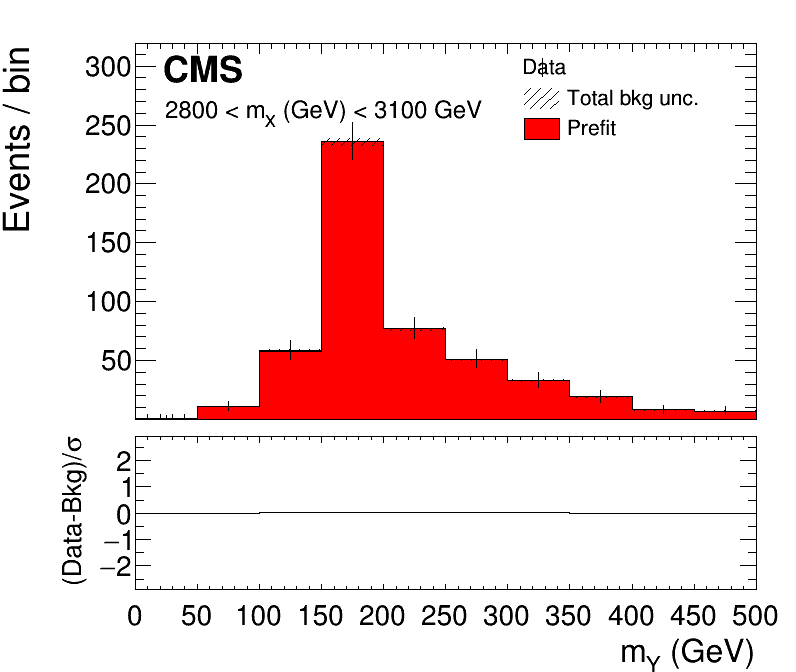 Events / bin
CMS
2800 < m_X (GeV) < 3100 GeV
Data
Total bkg unc.
Prefit
300
250
200
150
100
50
(Data-Bkg)/σ
2
1
0
−1
−2
0 50 100 150 200 250 300 350 400 450 500
m_Y (GeV)